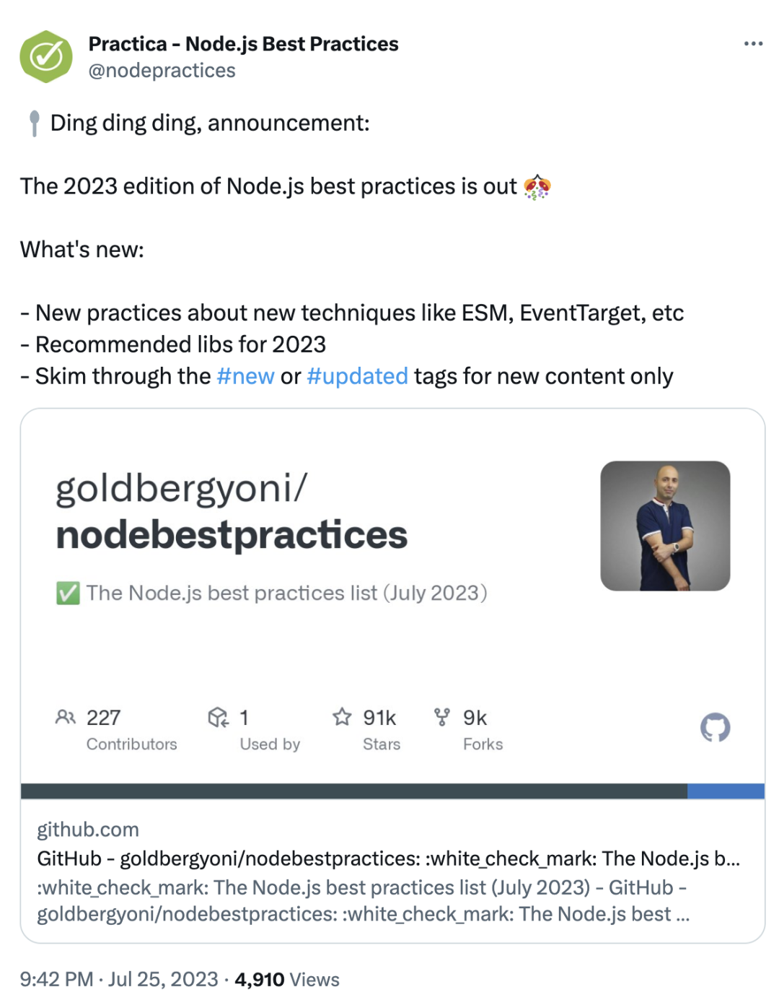 Practica - Node.js Best Practices
@nodepractices
Ding ding ding, announcement:
The 2023 edition of Node.js best practices is out
What's new:
- New practices about new techniques like ESM, EventTarget, etc
- Recommended libs for 2023
- Skim through the #new or #updated tags for new content only
goldbergyoni/
nodebestpractices
The Node.js best practices list (July 2023)
227 1 91k 9k
Contributors Used by Stars Forks
github.com
GitHub - goldbergyoni/nodebestpractices: :white_check_mark: The Node.js b...
:white_check_mark: The Node.js best practices list (July 2023) - GitHub -
goldbergyoni/nodebestpractices: :white_check_mark: The Node.js best ...
9:42 PM · Jul 25, 2023 · 4,910 Views